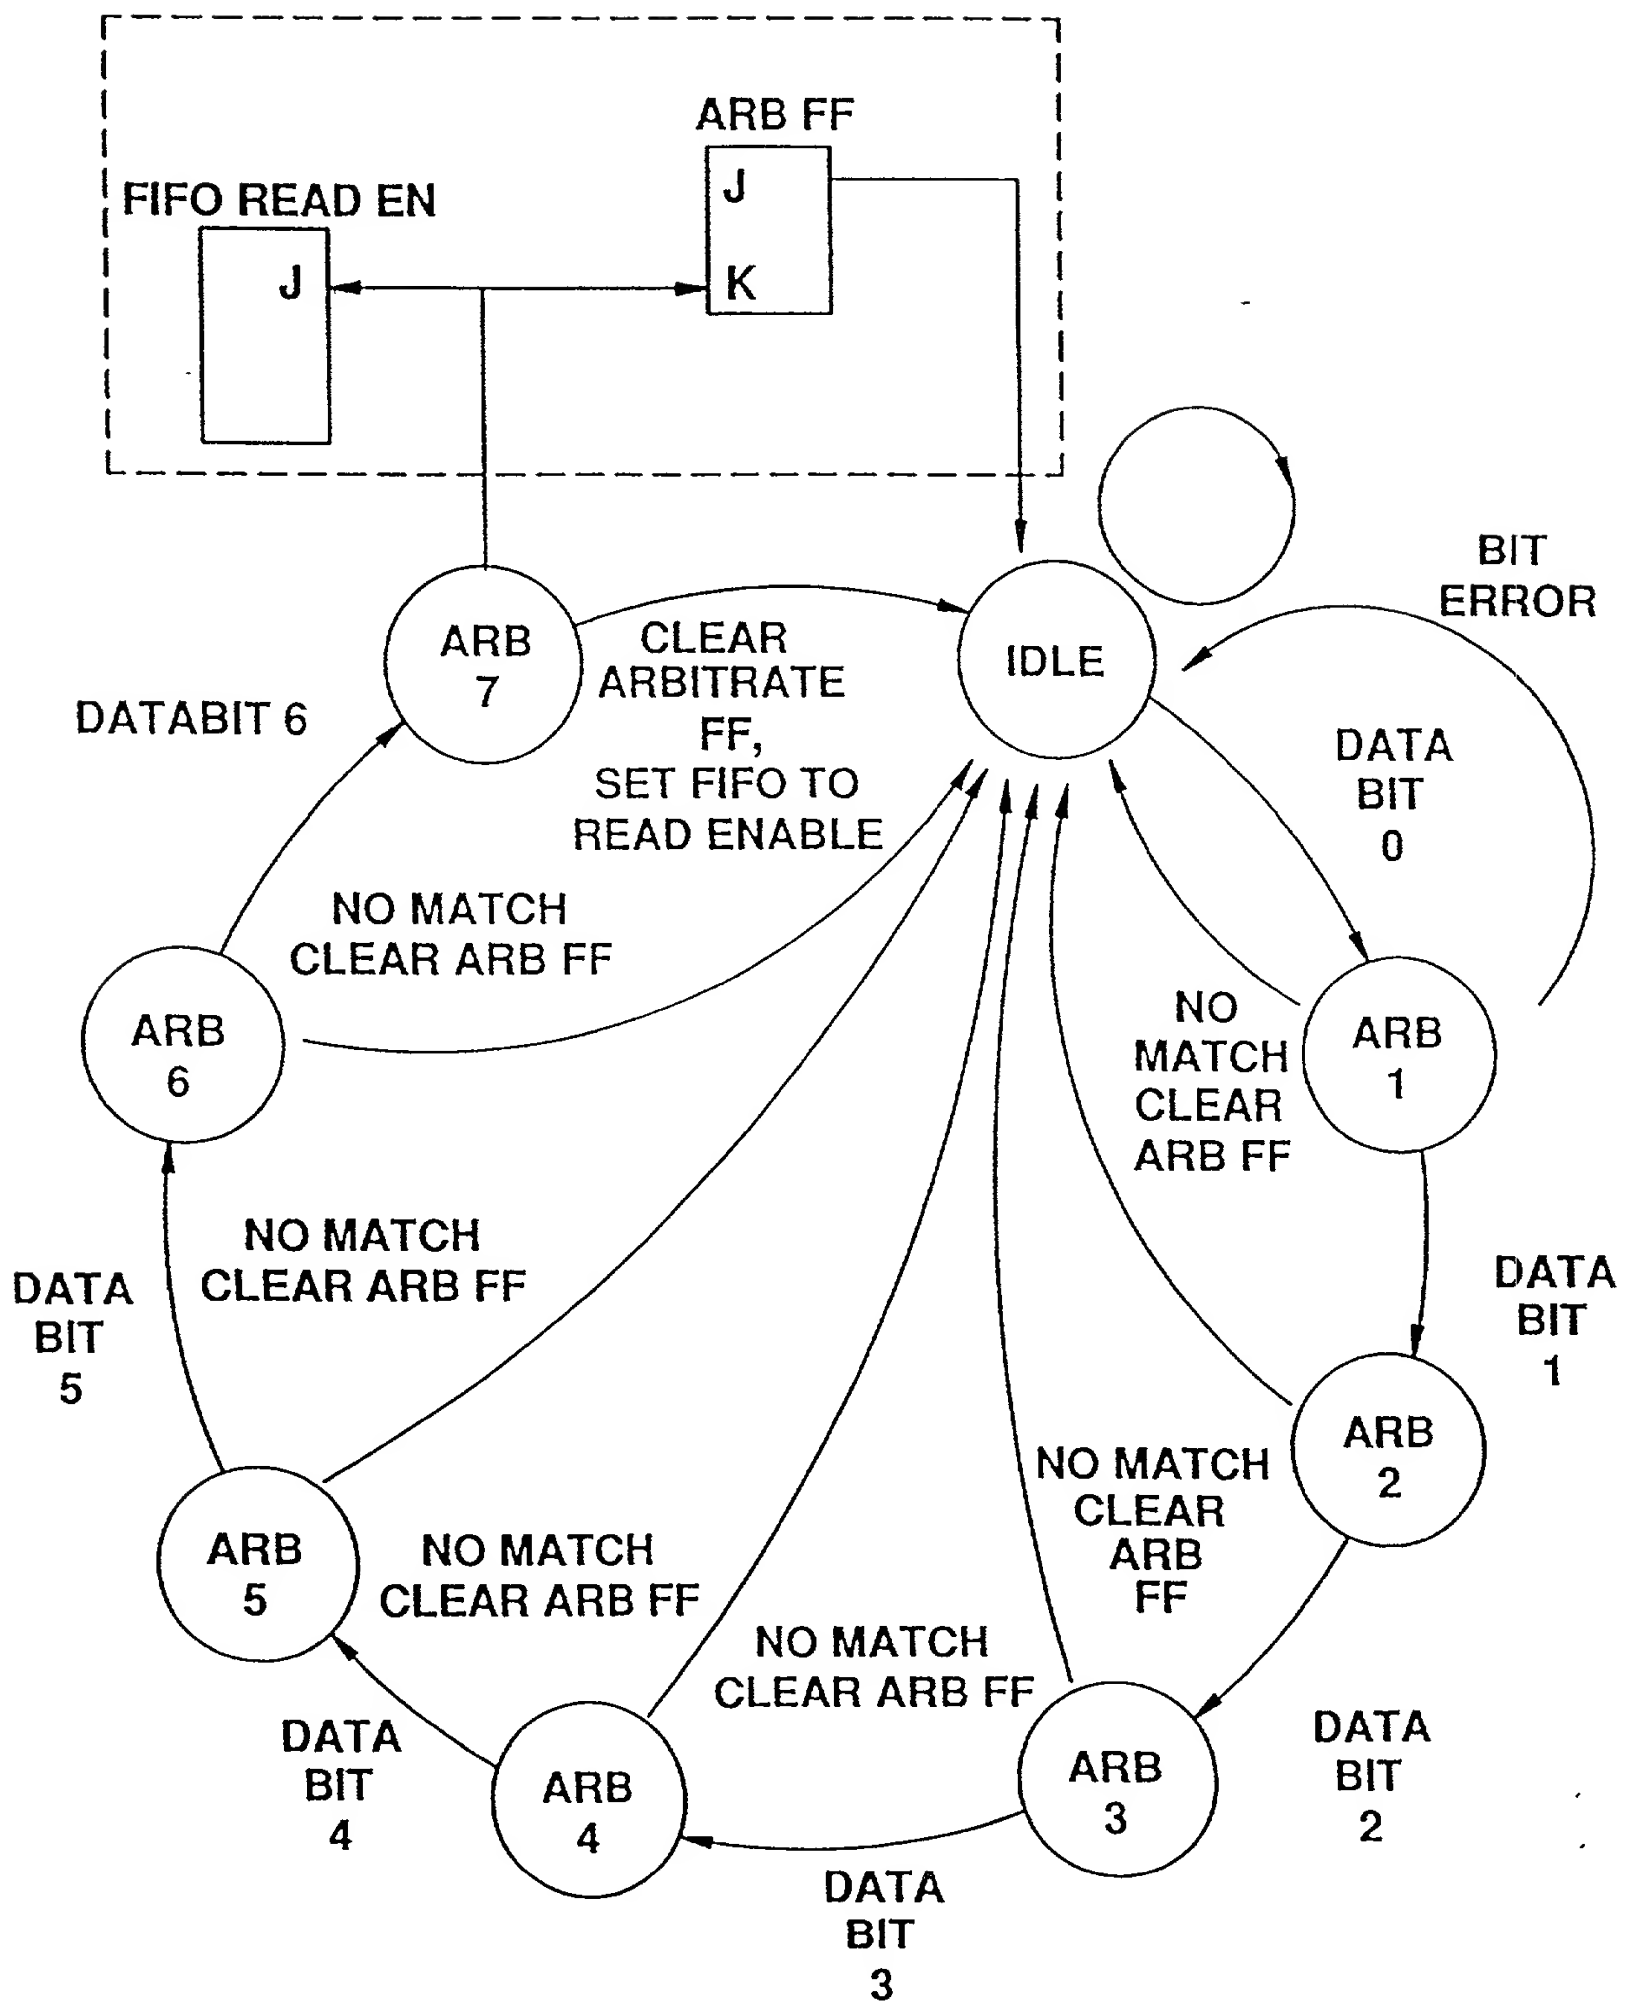 ARB FF
J
K
FIFO READ EN
J
BIT
ERROR
ARB
7
CLEAR
ARBITRATE
FF,
SET FIFO TO
READ ENABLE
IDLE
DATABIT 6
DATA
BIT
0
NO MATCH
CLEAR ARB FF
ARB
6
NO
MATCH
CLEAR
ARB FF
ARB
1
NO MATCH
CLEAR ARB FF
DATA
BIT
5
DATA
BIT
1
ARB
2
NO MATCH
CLEAR
ARB
FF
ARB
5
NO MATCH
CLEAR ARB FF
NO MATCH
CLEAR ARB FF
DATA
BIT
4
ARB
4
ARB
3
DATA
BIT
2
DATA
BIT
3